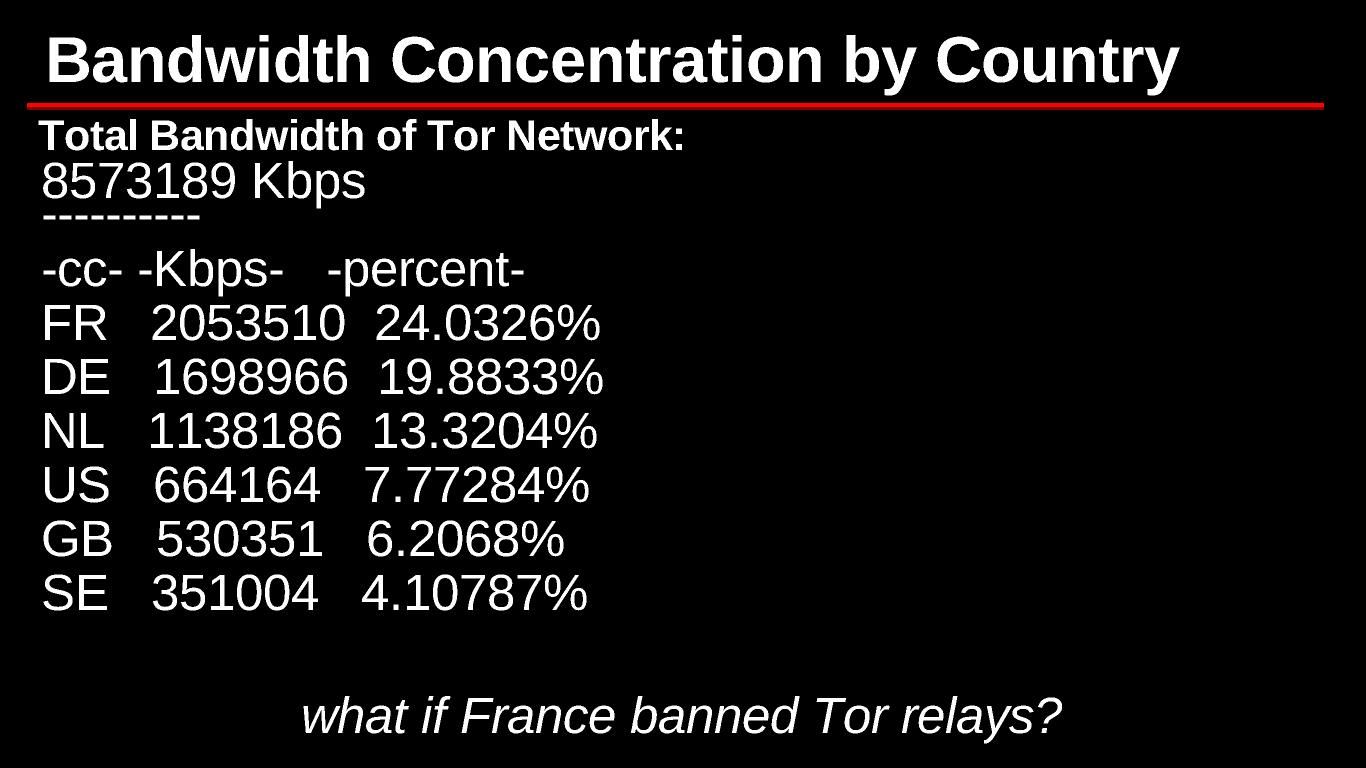 Bandwidth Concentration by Country
Total Bandwidth of Tor Network:
8573189 Kbps
----------
-cc- -Kbps- -percent-
FR 2053510 24.0326%
DE 1698966 19.8833%
NL 1138186 13.3204%
US 664164 7.77284%
GB 530351 6.2068%
SE 351004 4.10787%
what if France banned Tor relays?